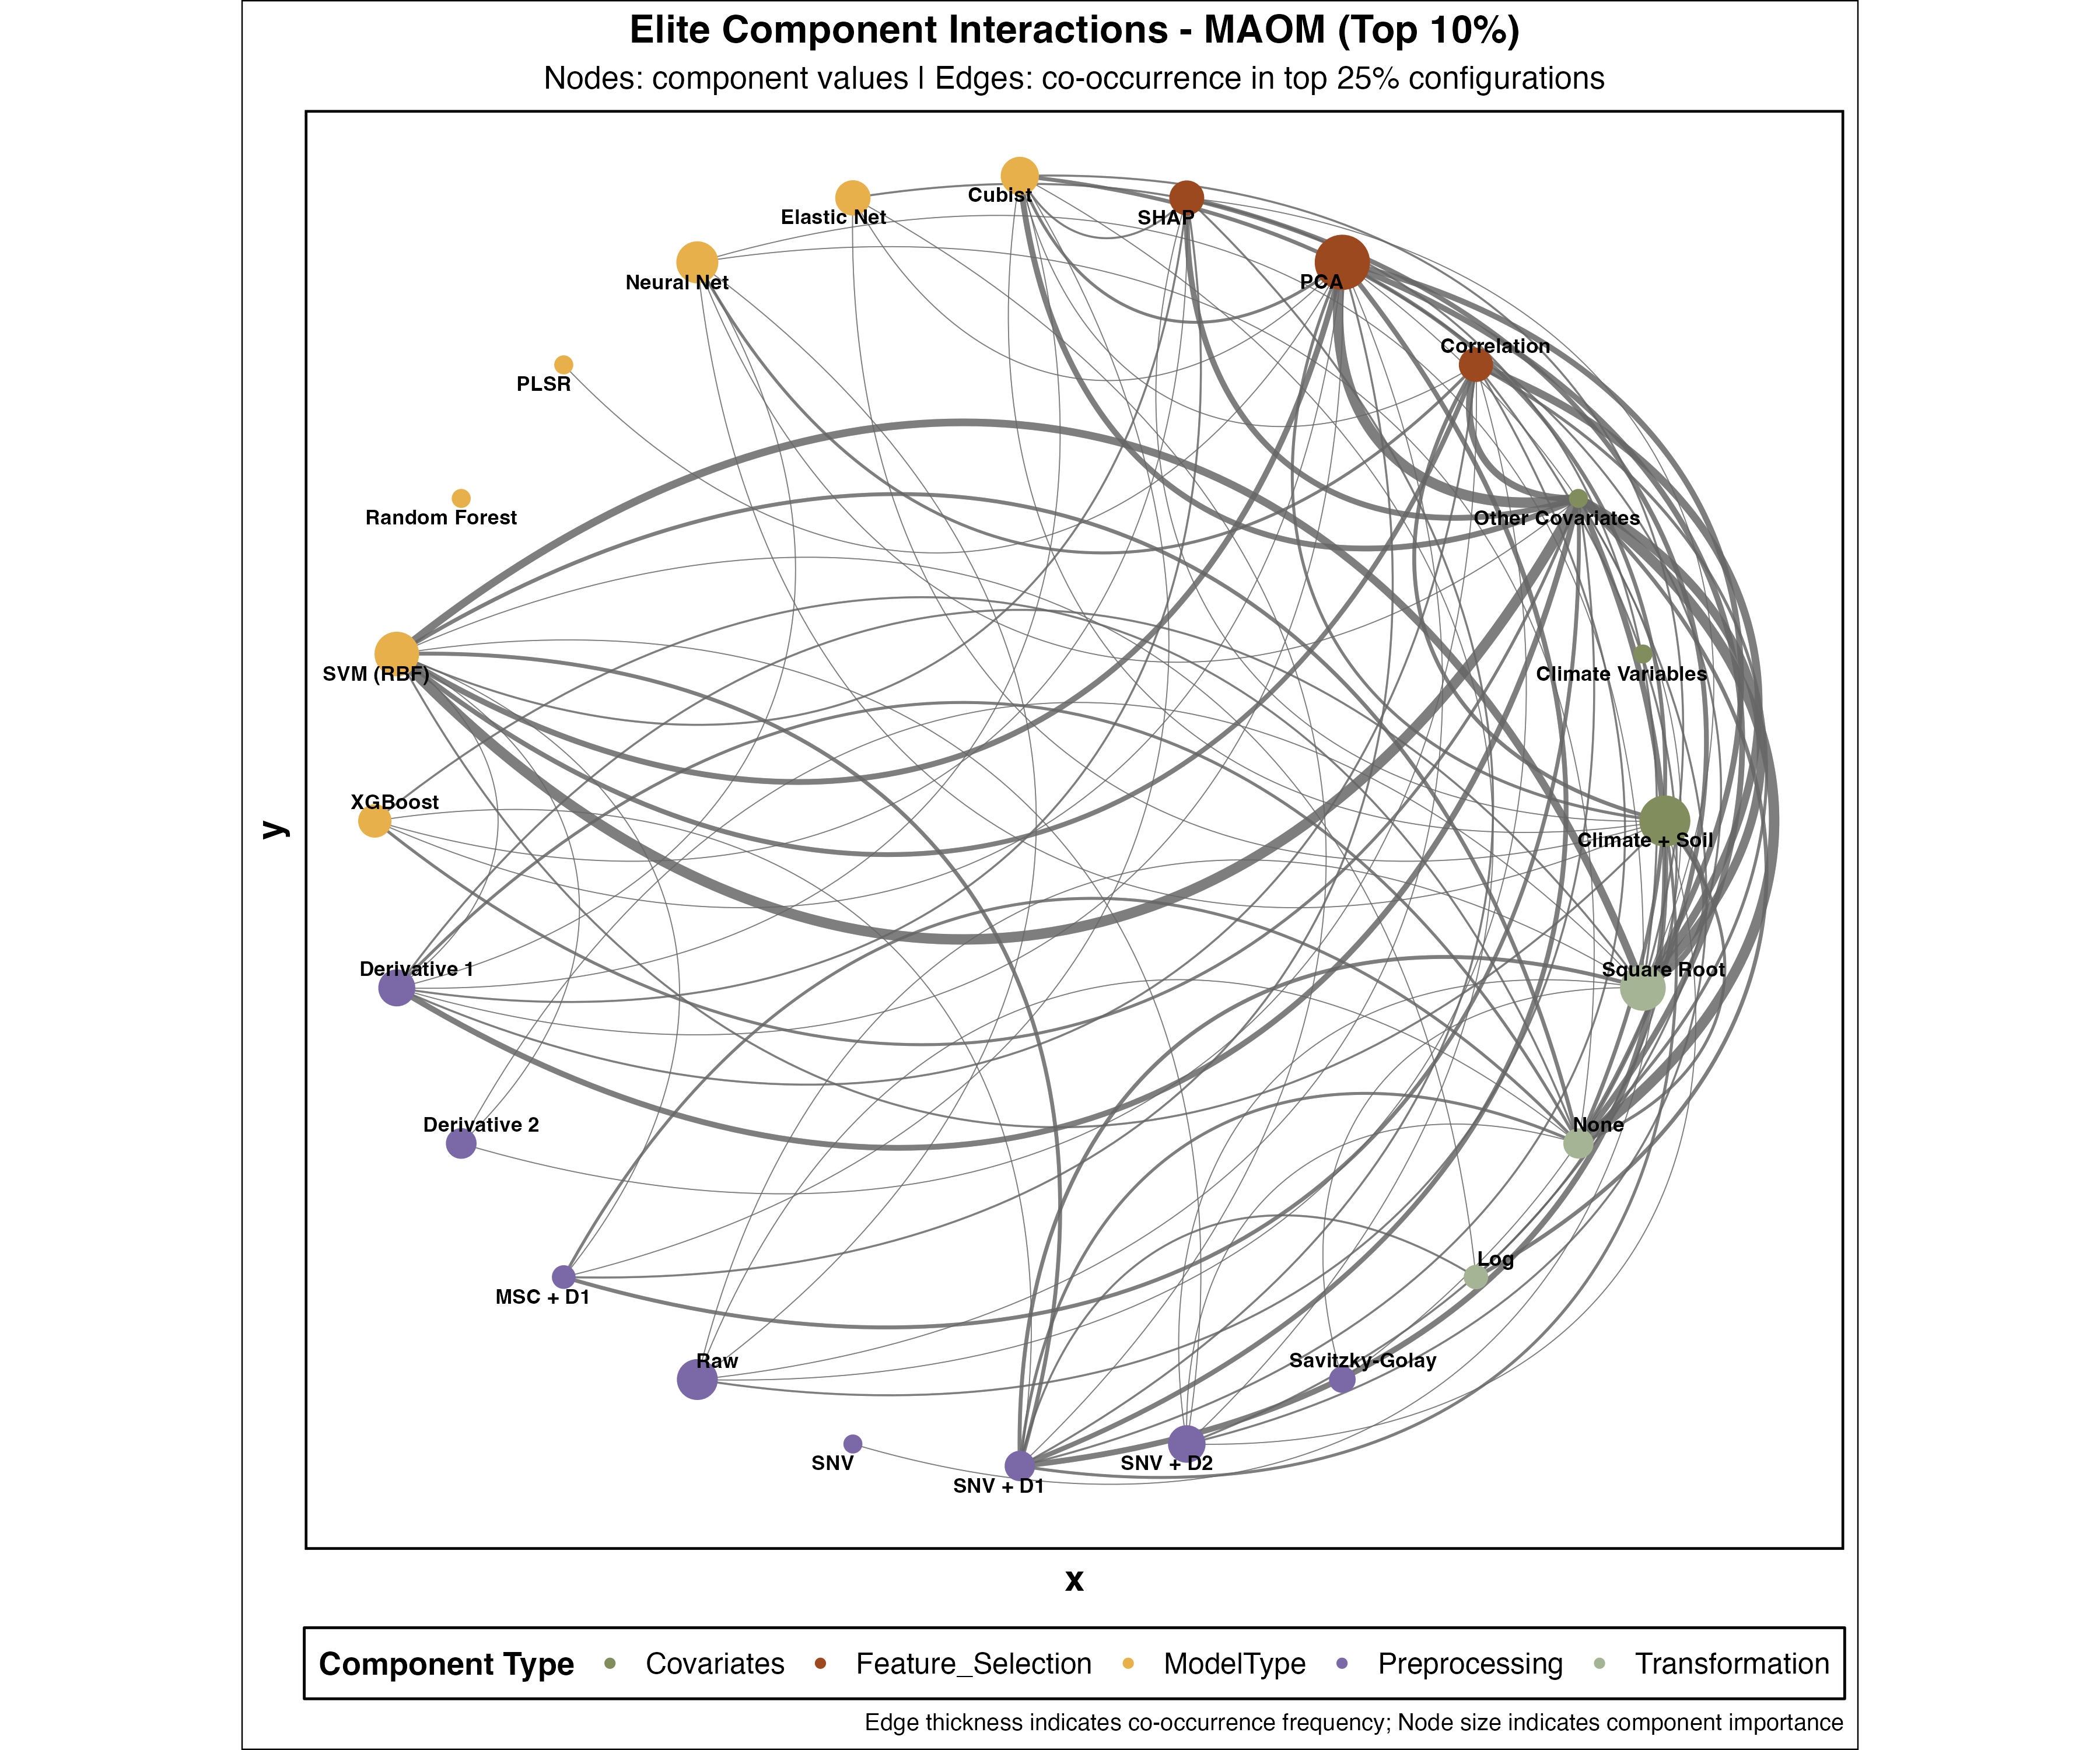 Elite Component Interactions - MAOM (Top 10%)
Nodes: component values | Edges: co-occurrence in top 25% configurations
Cubist
SHAP
Elastic Net
Neural Net
PCA
Correlation
PLSR
Random Forest
Other Covariates
SVM (RBF)
Climate Variables
XGBoost
y
Climate + Soil
Derivative 1
Square Root
Derivative 2
None
Log
MSC + D1
Raw
Savitzky-Golay
SNV
SNV + D2
SNV + D1
x
Component Type Covariates Feature_Selection ModelType Preprocessing Transformation
Edge thickness indicates co-occurrence frequency; Node size indicates component importance